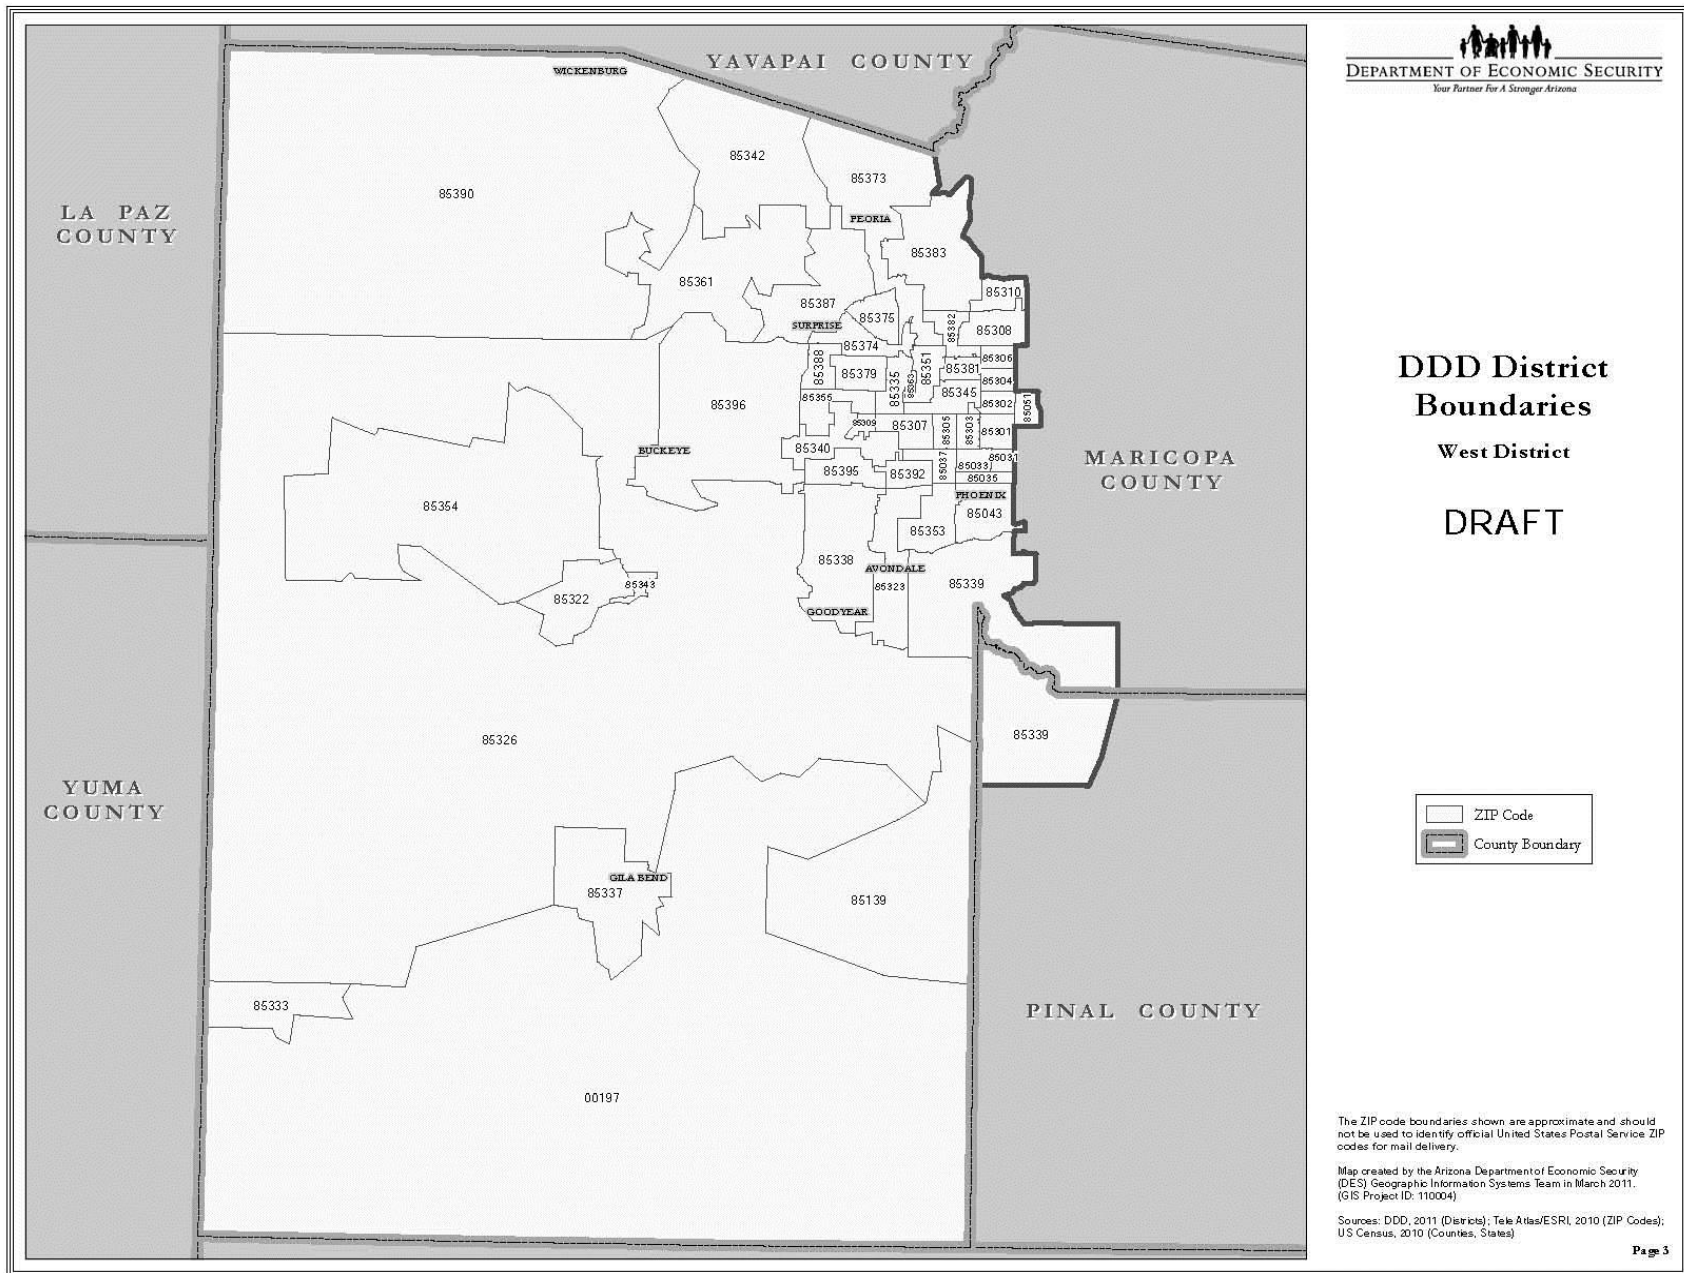 DEPARTMENT OF ECONOMIC SECURITY
Your Partner For A Stronger Arizona
DDD District
Boundaries
West District
DRAFT
YAVAPAI COUNTY
WICKENBURG
85342
85373
85390
LA PAZ
COUNTY
PEORIA
85383
85361
85310
85387
SURPRISE
85375
85382
85308
85374
85388
85379
85335
85363
85351
85381
85306
85304
85396
85355
85345
85302
85051
85309
85307
85305
85303
85301
BUCKEYE
85340
85037
85031
85033
85395
85392
85035
MARICOPA
COUNTY
PHOENIX
85354
85353
85043
85338
AVONDALE
85322
85343
85323
85339
GOODYEAR
85326
85339
YUMA
COUNTY
GILA BEND
85337
85139
85333
PINAL COUNTY
00197
ZIP Code
County Boundary
The ZIP code boundaries shown are approximate and should
not be used to identify official United States Postal Service ZIP
codes for mail delivery.
Map created by the Arizona Department of Economic Security
(DES) Geographic Information Systems Team in March 2011.
(GIS Project ID: 110004)
Sources: DDD, 2011 (Districts); Tele Atlas/ESRI, 2010 (ZIP Codes);
US Census, 2010 (Counties, States)
Page 3